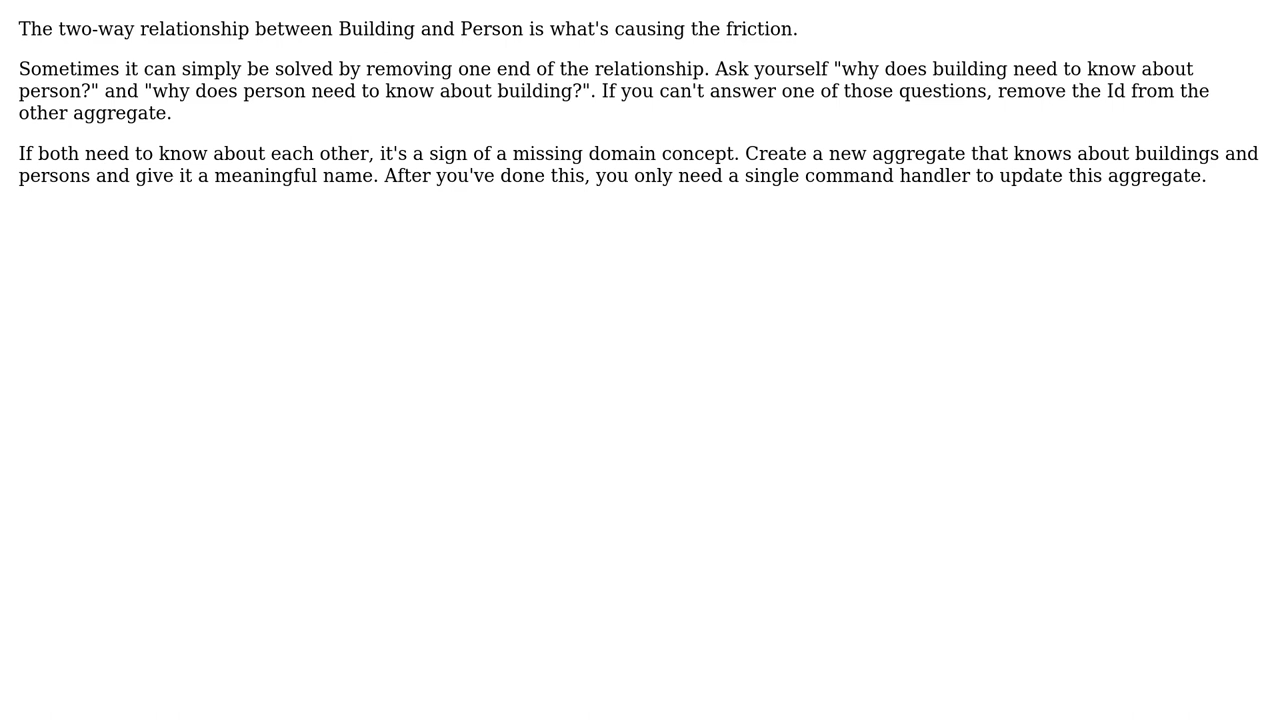 The two-way relationship between Building and Person is what's causing the friction.
Sometimes it can simply be solved by removing one end of the relationship. Ask yourself "why does building need to know about
person?" and "why does person need to know about building?". If you can't answer one of those questions, remove the Id from the
other aggregate.
If both need to know about each other, it's a sign of a missing domain concept. Create a new aggregate that knows about buildings and
persons and give it a meaningful name. After you've done this, you only need a single command handler to update this aggregate.